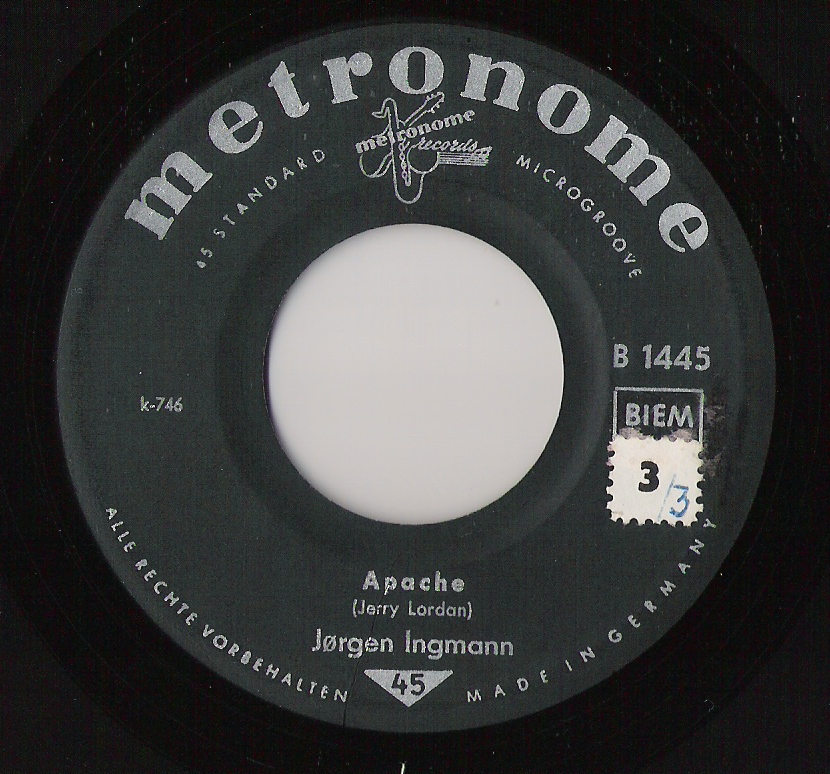 metronome
metronome
records
45 STANDARD
MICROGROOVE
B 1445
BIEM
k-746
3
/3
Apache
(Jerry Lordan)
Jørgen Ingmann
45
ALLE RECHTE VORBEHALTEN
MADE IN GERMANY